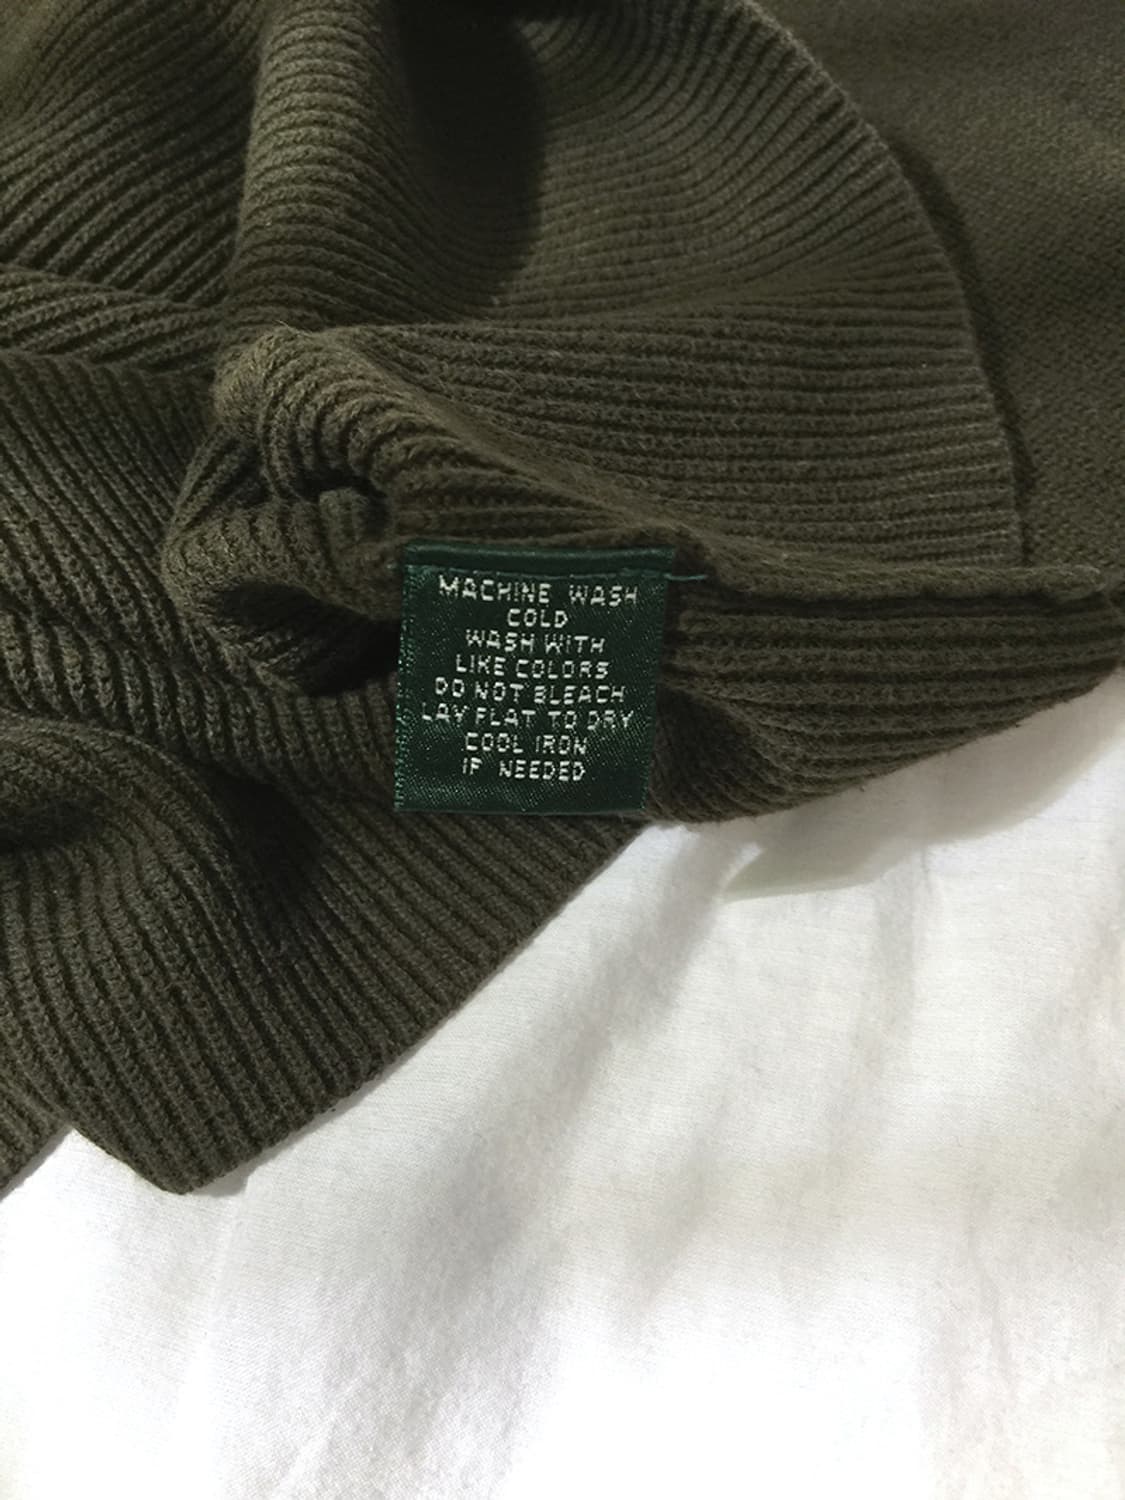 MACHINE WASH
COLD
WASH WITH
LIKE COLORS
DO NOT BLEACH
LAY FLAT TO DRY
COOL IRON
IF NEEDED